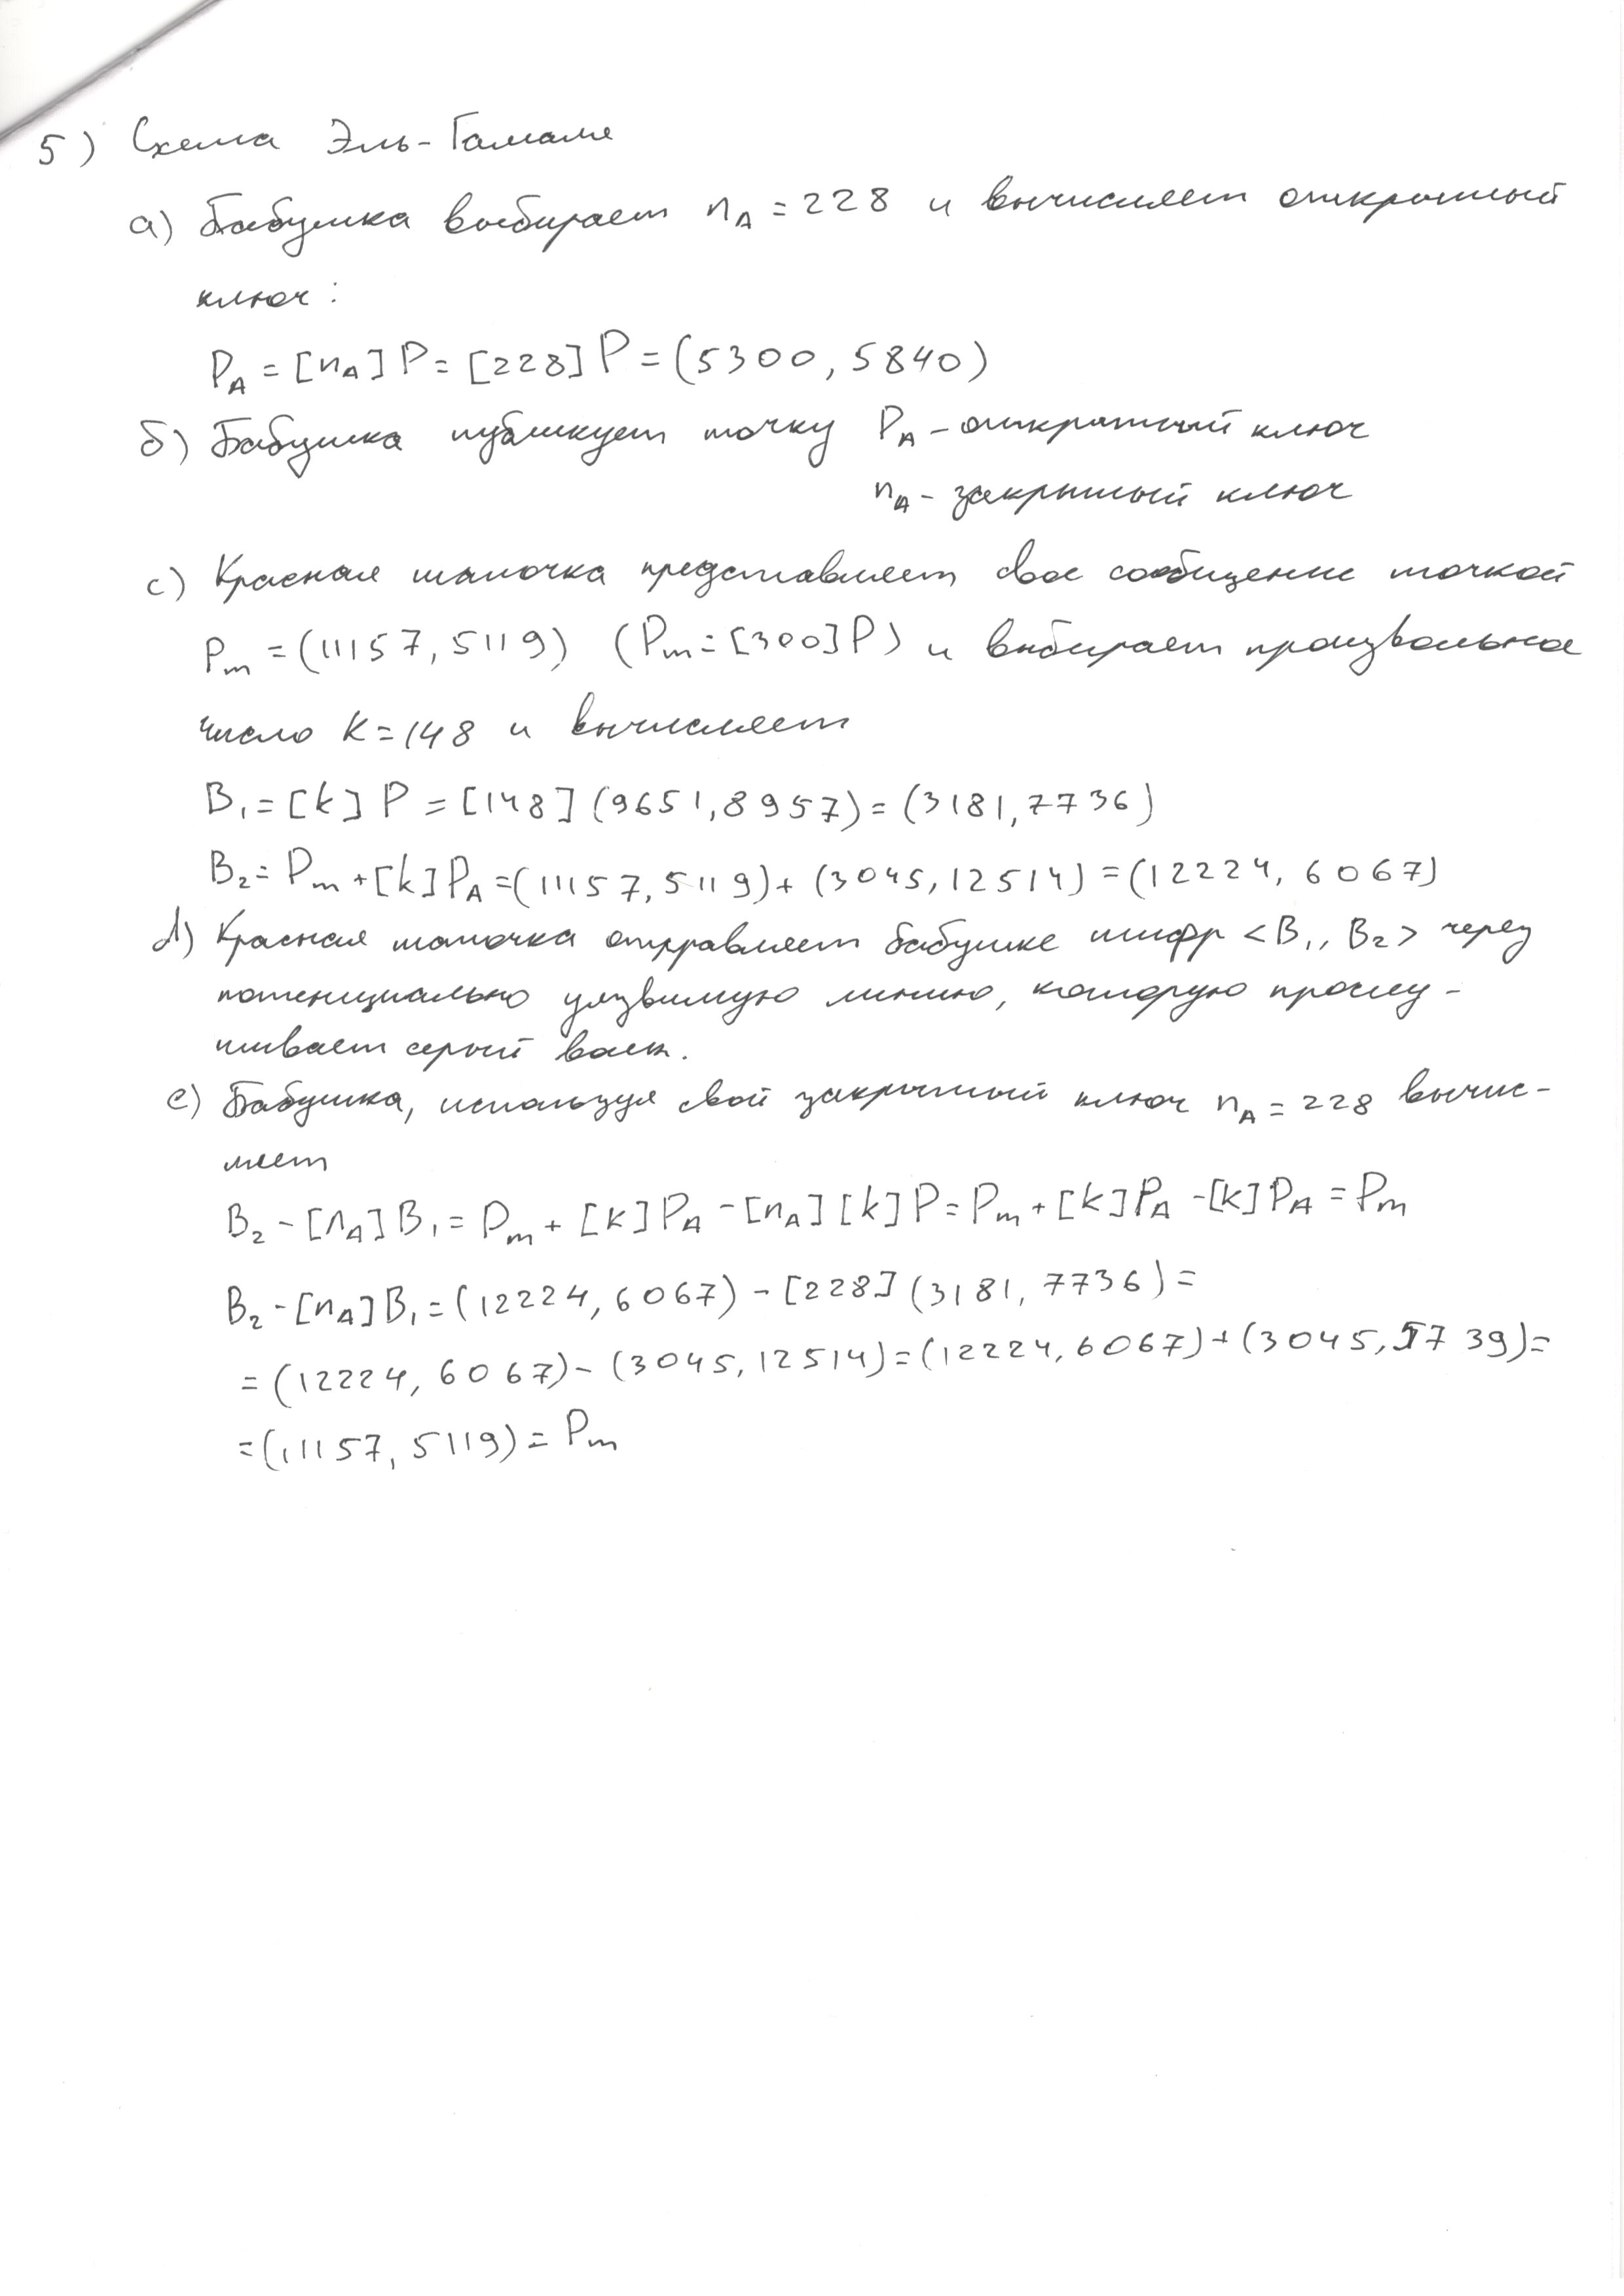 5) Схема Эль-Гамаля
а) Бабушка выбирает n_A = 228 и вычисляет открытый
ключ:
P_A = [n_A] P = [228] P = (5300, 5840)
б) Бабушка публикует точку P_A - открытый ключ
n_A - закрытый ключ
c) Красная шапочка представляет свое сообщение точкой
P_m = (11157, 5119) (P_m = [300]P) и выбирает произвольное
число k = 148 и вычисляет
B_1 = [k] P = [148] (9651, 8957) = (3181, 7736)
B_2 = P_m + [k] P_A = (11157, 5119) + (3045, 12514) = (12224, 6067)
d) Красная шапочка отправляет бабушке шифр <B_1, B_2> через
потенциально уязвимую линию, которую прослу-
шивает серый волк.
e) Бабушка, используя свой закрытый ключ n_A = 228 вычис-
ляет
B_2 - [n_A] B_1 = P_m + [k] P_A - [n_A] [k] P = P_m + [k] P_A - [k] P_A = P_m
B_2 - [n_A] B_1 = (12224, 6067) - [228] (3181, 7736) =
= (12224, 6067) - (3045, 12514) = (12224, 6067) + (3045, 5739) =
= (11157, 5119) = P_m